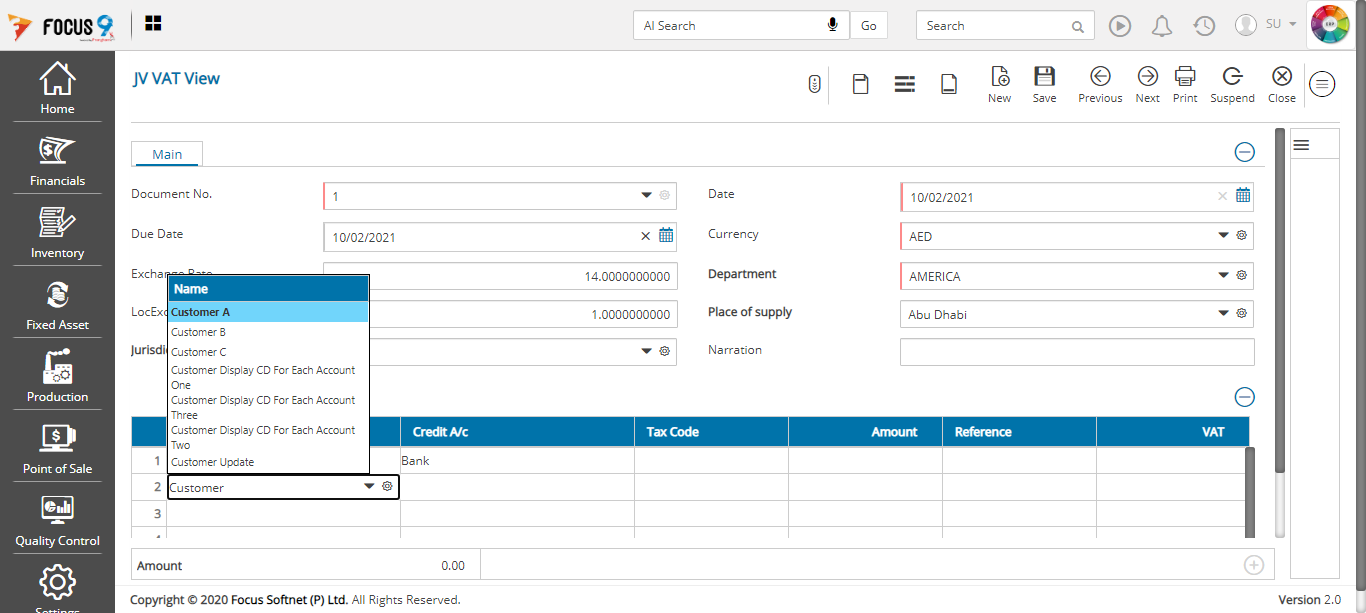 FOCUS 9
AI Search
Go
Search
SU
Home
Financials
Inventory
Fixed Asset
Production
Point of Sale
Quality Control
Settings
JV VAT View
New
Save
Previous
Next
Print
Suspend
Close
Main
Document No.
1
Date
10/02/2021
Due Date
10/02/2021
Currency
AED
Exchange Rate
14.0000000000
Department
AMERICA
LocExc
1.0000000000
Place of supply
Abu Dhabi
Jurisdi
Narration
Name
Customer A
Customer B
Customer C
Customer Display CD For Each Account
One
Customer Display CD For Each Account
Three
Customer Display CD For Each Account
Two
Customer Update
Credit A/c
Tax Code
Amount
Reference
VAT
1
Bank
2
Customer
3
Amount
0.00
Copyright © 2020 Focus Softnet (P) Ltd. All Rights Reserved.
Version 2.0